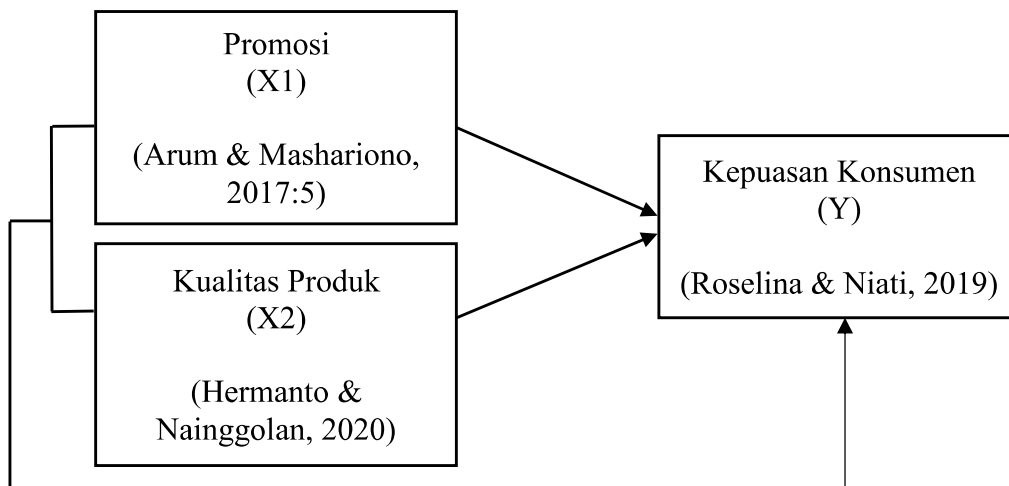 Promosi
(X1)
(Arum & Mashariono,
2017:5)
Kualitas Produk
(X2)
(Hermanto &
Nainggolan, 2020)
Kepuasan Konsumen
(Y)
(Roselina & Niati, 2019)